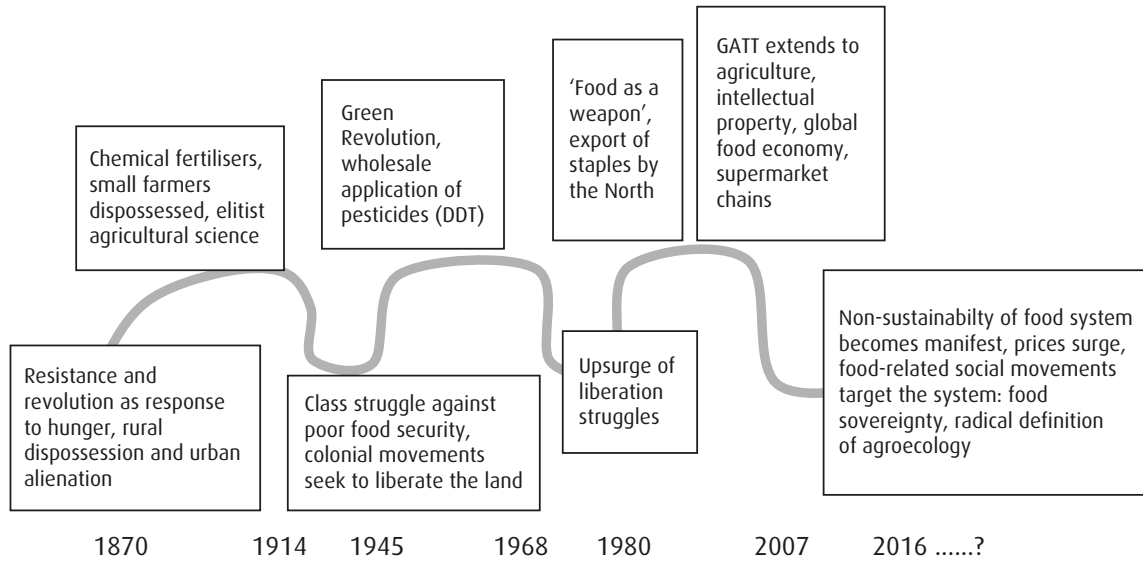 Chemical fertilisers,
small farmers
dispossessed, elitist
agricultural science
Green
Revolution,
wholesale
application of
pesticides (DDT)
‘Food as a
weapon’,
export of
staples by
the North
GATT extends to
agriculture,
intellectual
property, global
food economy,
supermarket
chains
Resistance and
revolution as response
to hunger, rural
dispossession and urban
alienation
Class struggle against
poor food security,
colonial movements
seek to liberate the land
Upsurge of
liberation
struggles
Non-sustainabilty of food system
becomes manifest, prices surge,
food-related social movements
target the system: food
sovereignty, radical definition
of agroecology
1870 1914 1945 1968 1980 2007 2016 ......?